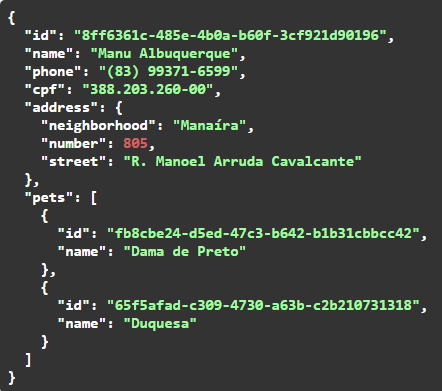 {
  "id": "8ff6361c-485e-4b0a-b60f-3cf921d90196",
  "name": "Manu Albuquerque",
  "phone": "(83) 99371-6599",
  "cpf": "388.203.260-00",
  "address": {
    "neighborhood": "Manaíra",
    "number": 805,
    "street": "R. Manoel Arruda Cavalcante"
  },
  "pets": [
    {
      "id": "fb8cbe24-d5ed-47c3-b642-b1b31cbbcc42",
      "name": "Dama de Preto"
    },
    {
      "id": "65f5afad-c309-4730-a63b-c2b210731318",
      "name": "Duquesa"
    }
  ]
}